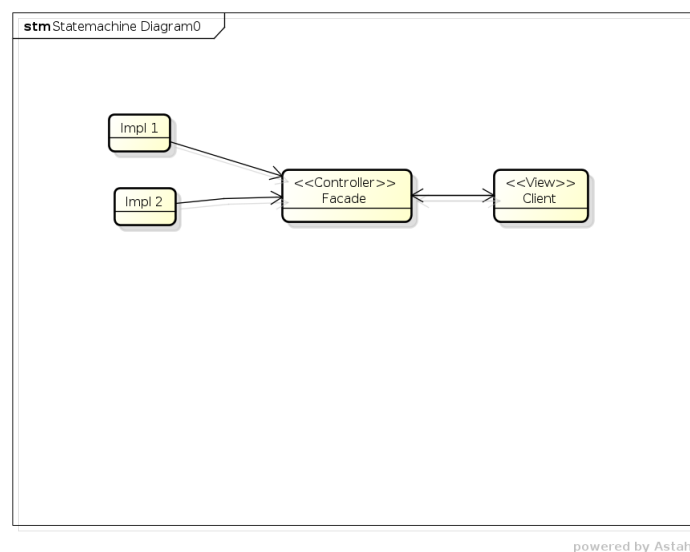 stm Statemachine Diagram0
Impl 1
Impl 2
<<Controller>>
Facade
<<View>>
Client
powered by Astah